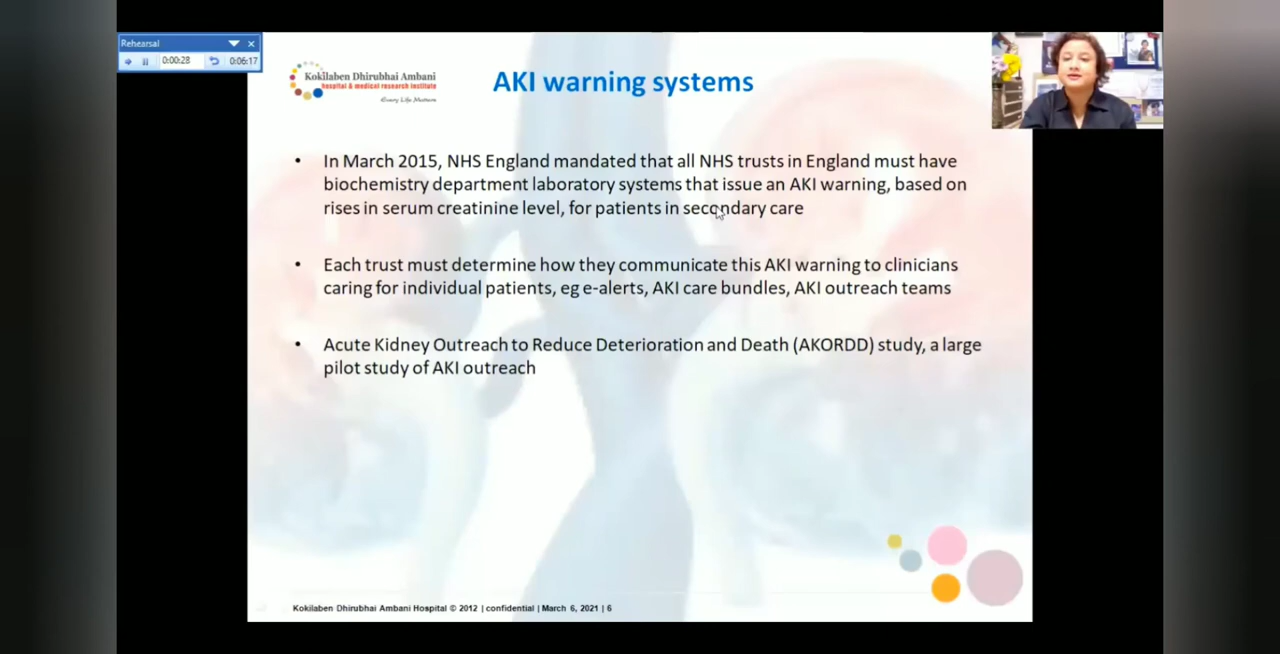 Rehearsal
0:00:28
0:06:17
Kokilaben Dhirubhai Ambani
hospital & medical research institute
Every Life Matters
AKI warning systems
• In March 2015, NHS England mandated that all NHS trusts in England must have
biochemistry department laboratory systems that issue an AKI warning, based on
rises in serum creatinine level, for patients in secondary care
• Each trust must determine how they communicate this AKI warning to clinicians
caring for individual patients, eg e-alerts, AKI care bundles, AKI outreach teams
• Acute Kidney Outreach to Reduce Deterioration and Death (AKORDD) study, a large
pilot study of AKI outreach
Kokilaben Dhirubhai Ambani Hospital © 2012 | confidential | March 6, 2021 | 6